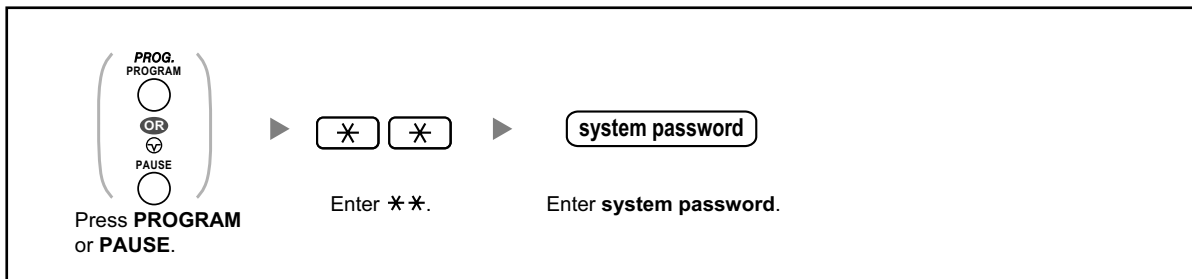 PROG.
PROGRAM
OR
PAUSE
Press PROGRAM
or PAUSE.
✱ ✱
Enter ✱✱.
system password
Enter system password.